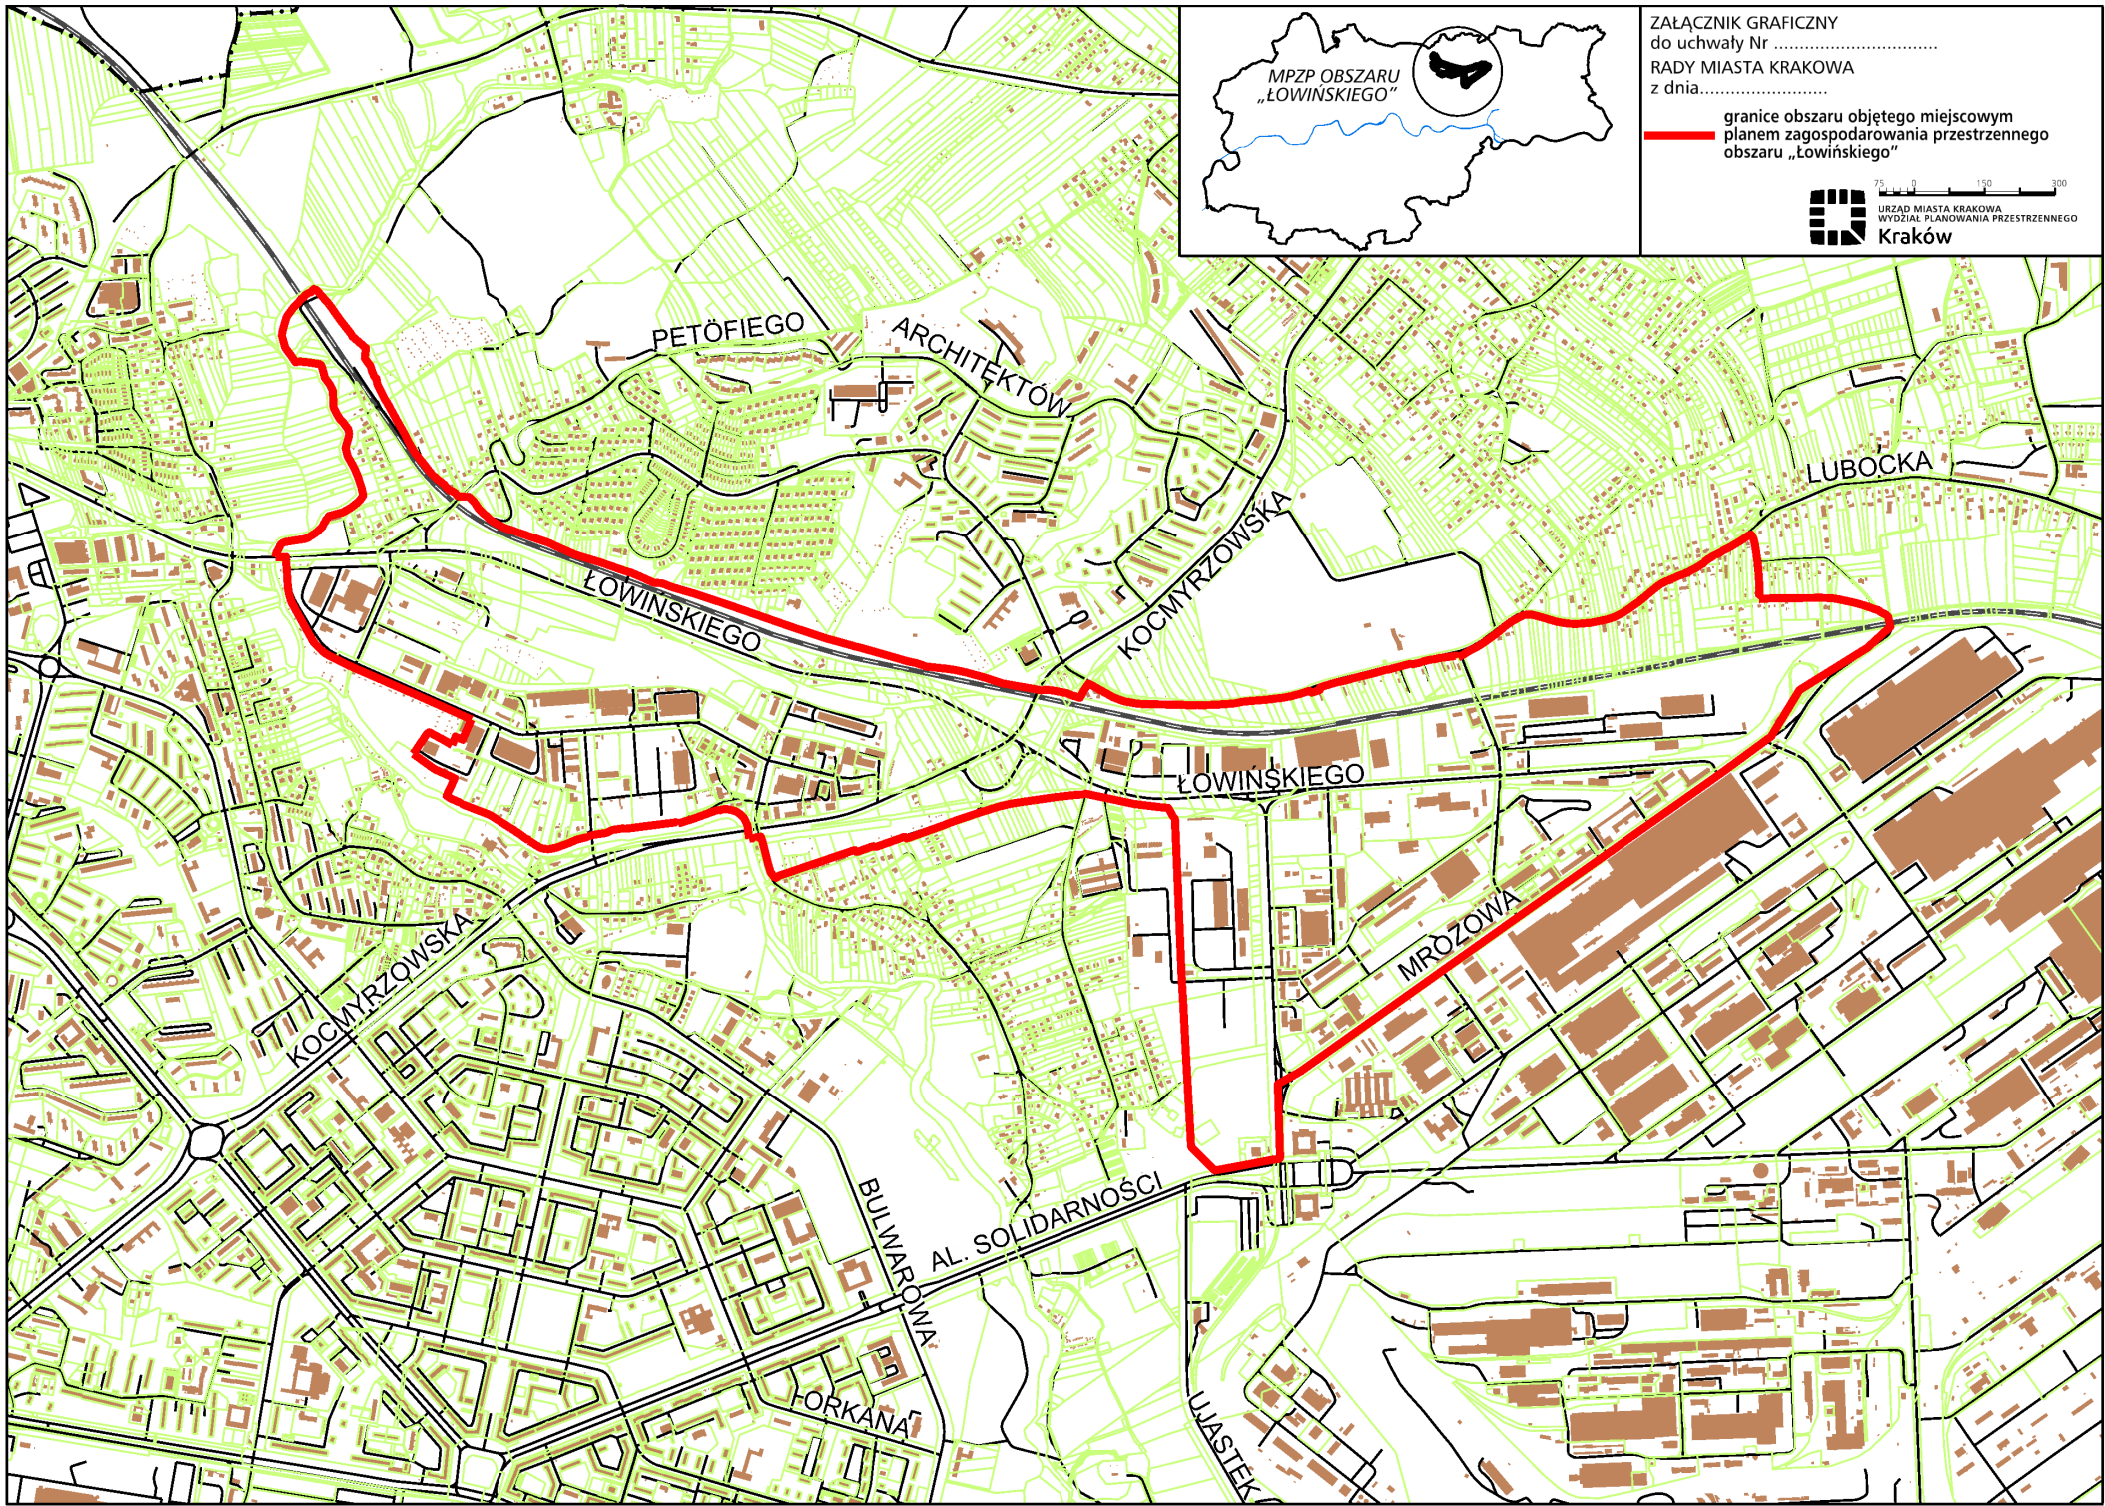 MPZP OBSZARU
„ŁOWIŃSKIEGO”
ZAŁĄCZNIK GRAFICZNY
do uchwały Nr ................................
RADY MIASTA KRAKOWA
z dnia.........................
granice obszaru objętego miejscowym
planem zagospodarowania przestrzennego
obszaru „Łowińskiego”
75 0 150 300
URZĄD MIASTA KRAKOWA
WYDZIAŁ PLANOWANIA PRZESTRZENNEGO
Kraków
PETÖFIEGO
ARCHITEKTÓW
LUBOCKA
KOCMYRZOWSKA
ŁOWIŃSKIEGO
ŁOWIŃSKIEGO
MROZOWA
KOCMYRZOWSKA
BULWAROWA
AL. SOLIDARNOŚCI
ORKANA
UJASTEK